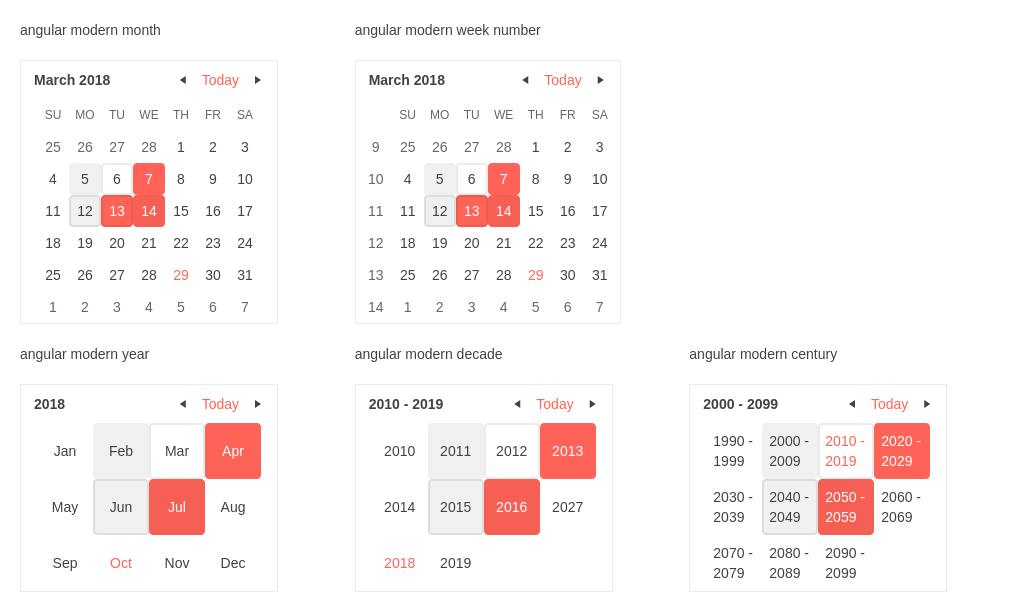 angular modern month
March 2018 Today
SU MO TU WE TH FR SA
25 26 27 28 1 2 3
4 5 6 7 8 9 10
11 12 13 14 15 16 17
18 19 20 21 22 23 24
25 26 27 28 29 30 31
1 2 3 4 5 6 7
angular modern week number
March 2018 Today
SU MO TU WE TH FR SA
9 25 26 27 28 1 2 3
10 4 5 6 7 8 9 10
11 11 12 13 14 15 16 17
12 18 19 20 21 22 23 24
13 25 26 27 28 29 30 31
14 1 2 3 4 5 6 7
angular modern year
2018 Today
Jan Feb Mar Apr
May Jun Jul Aug
Sep Oct Nov Dec
angular modern decade
2010 - 2019 Today
2010 2011 2012 2013
2014 2015 2016 2027
2018 2019
angular modern century
2000 - 2099 Today
1990 - 2000 - 2010 - 2020 -
1999 2009 2019 2029
2030 - 2040 - 2050 - 2060 -
2039 2049 2059 2069
2070 - 2080 - 2090 -
2079 2089 2099